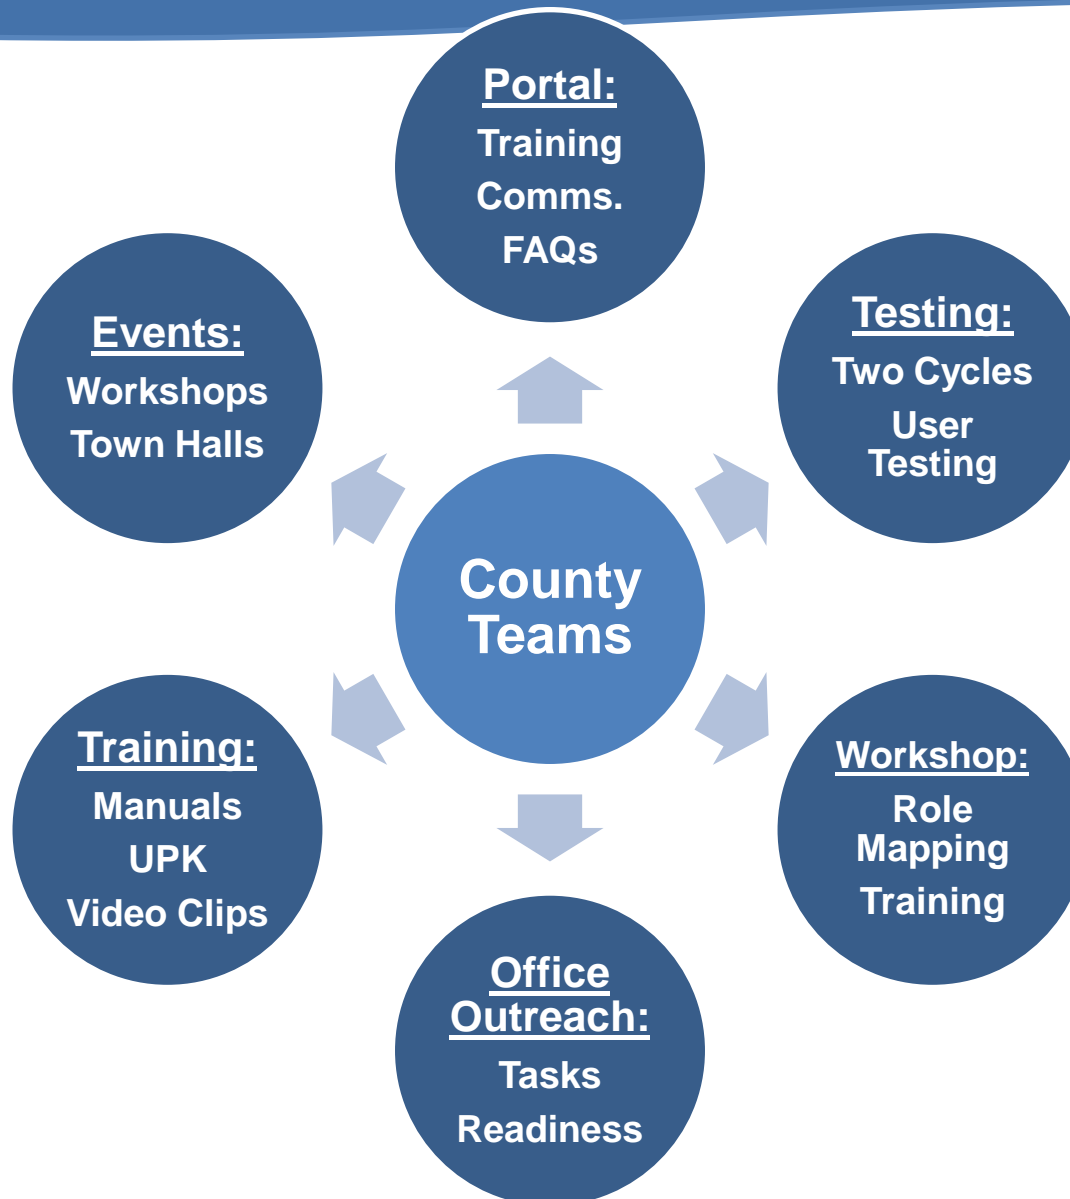 Portal:
Training
Comms.
FAQs
Events:
Workshops
Town Halls
Testing:
Two Cycles
User
Testing
County
Teams
Training:
Manuals
UPK
Video Clips
Workshop:
Role
Mapping
Training
Office
Outreach:
Tasks
Readiness